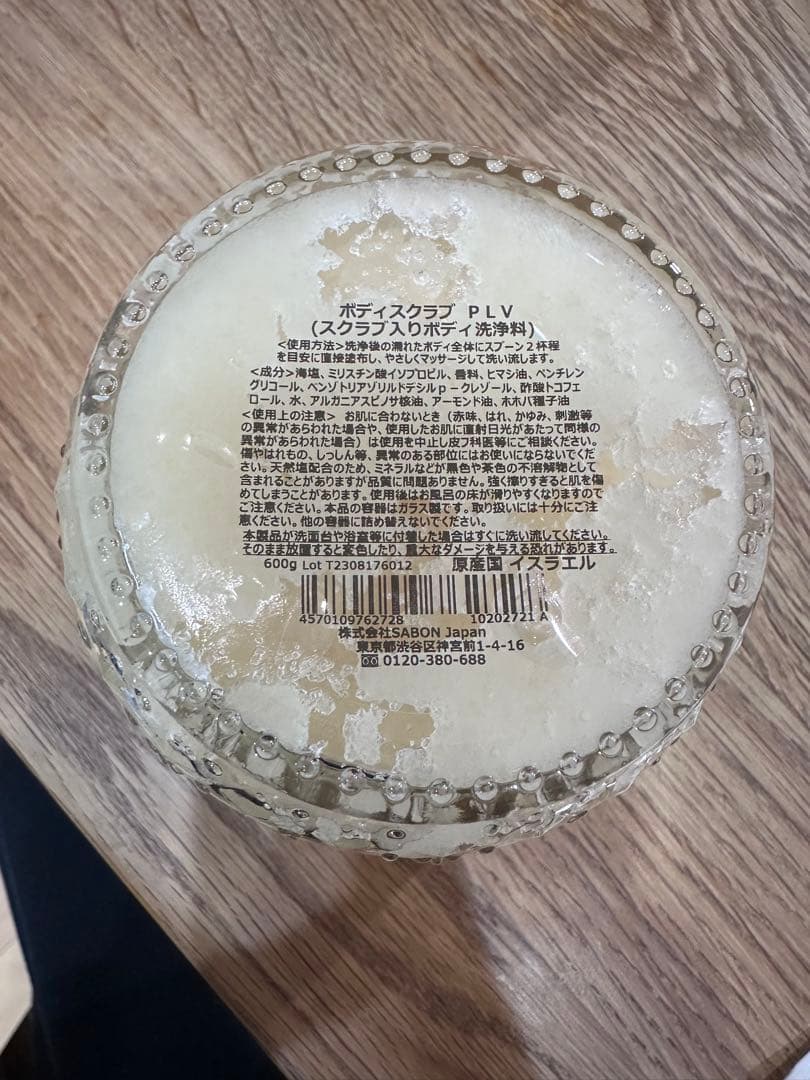 ボディスクラブ PLV
(スクラブ入りボディ洗浄料)
<使用方法>洗浄後の濡れたボディ全体にスプーン2杯程
を目安に直接塗布し、やさしくマッサージして洗い流します。
<成分>海塩、ミリスチン酸イソプロピル、香料、ヒマシ油、ペンチレン
グリコール、ベンゾトリアゾリルドデシルp-クレゾール、酢酸トコフェ
ロール、水、アルガニアスピノサ核油、アーモンド油、ホホバ種子油
<使用上の注意> お肌に合わないとき(赤味、はれ、かゆみ、刺激等
の異常があらわれた場合や、使用したお肌に直射日光があたって同様の
異常があらわれた場合)は使用を中止し皮フ科医等にご相談ください。
傷やはれもの、しっしん等、異常のある部位にはお使いにならないでくだ
さい。天然塩配合のため、ミネラルなどが黒色や茶色の不溶解物として
含まれることがありますが品質に問題ありません。強く擦りすぎると肌を傷
めてしまうことがあります。使用後はお風呂の床が滑りやすくなりますので
ご注意ください。本品の容器はガラス製です。取り扱いには十分にご注
意ください。他の容器に詰め替えないでください。
本製品が洗面台や浴室等に付着した場合はすぐに洗い流してください。
そのまま放置すると変色したり、重大なダメージを与える恐れがあります。
600g Lot T2308176012 原産国 イスラエル
4570109762728 10202721 A
株式会社SABON Japan
東京都渋谷区神宮前1-4-16
0120-380-688